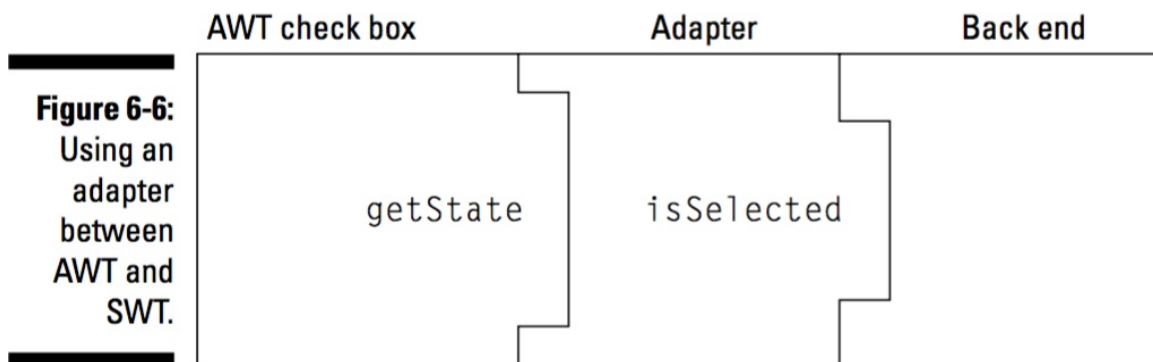 AWT check box
Adapter
Back end
Figure 6-6:
Using an
adapter
between
AWT and
SWT.
getState
isSelected